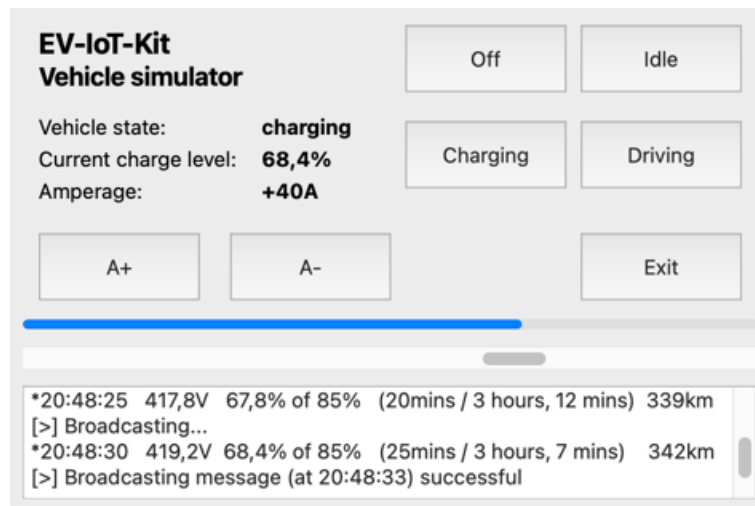 EV-IoT-Kit
Vehicle simulator
Off
Idle
Vehicle state: charging
Current charge level: 68,4%
Amperage: +40A
Charging
Driving
A+
A-
Exit
*20:48:25 417,8V 67,8% of 85% (20mins / 3 hours, 12 mins) 339km
[>] Broadcasting...
*20:48:30 419,2V 68,4% of 85% (25mins / 3 hours, 7 mins) 342km
[>] Broadcasting message (at 20:48:33) successful